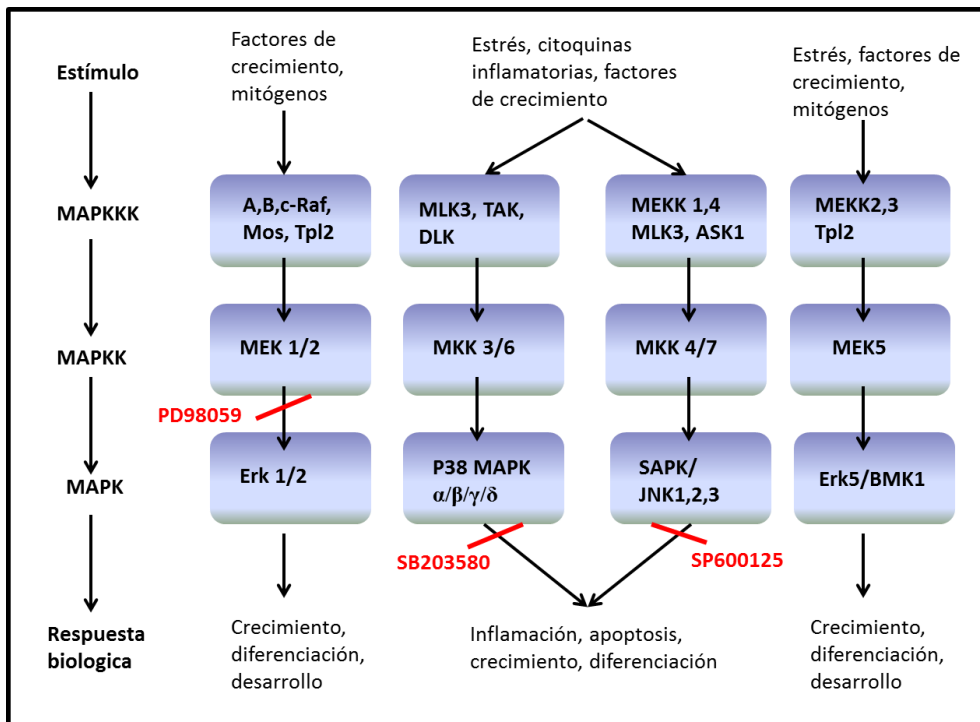 Estímulo
MAPKKK
MAPKK
MAPK
Respuesta
biologica
Factores de
crecimiento,
mitógenos
A,B,c-Raf,
Mos, Tpl2
MEK 1/2
PD98059
Erk 1/2
Crecimiento,
diferenciación,
desarrollo
Estrés, citoquinas
inflamatorias, factores
de crecimiento
MLK3, TAK,
DLK
MKK 3/6
P38 MAPK
α/β/γ/δ
SB203580
MEKK 1,4
MLK3, ASK1
MKK 4/7
SAPK/
JNK1,2,3
SP600125
Inflamación, apoptosis,
crecimiento, diferenciación
Estrés, factores de
crecimiento,
mitógenos
MEKK2,3
Tpl2
MEK5
Erk5/BMK1
Crecimiento,
diferenciación,
desarrollo